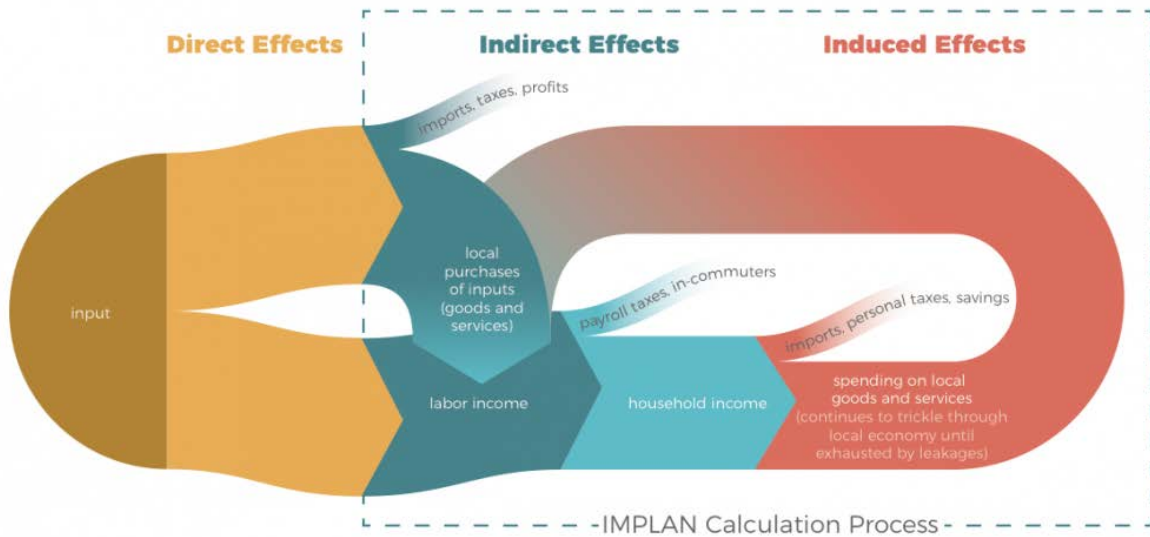 Direct Effects
Indirect Effects
Induced Effects
imports, taxes, profits
local
purchases
of inputs
(goods and
services)
input
payroll taxes, in-commuters
imports, personal taxes, savings
labor income
household income
spending on local
goods and services
(continues to trickle through
local economy until
exhausted by leakages)
IMPLAN Calculation Process